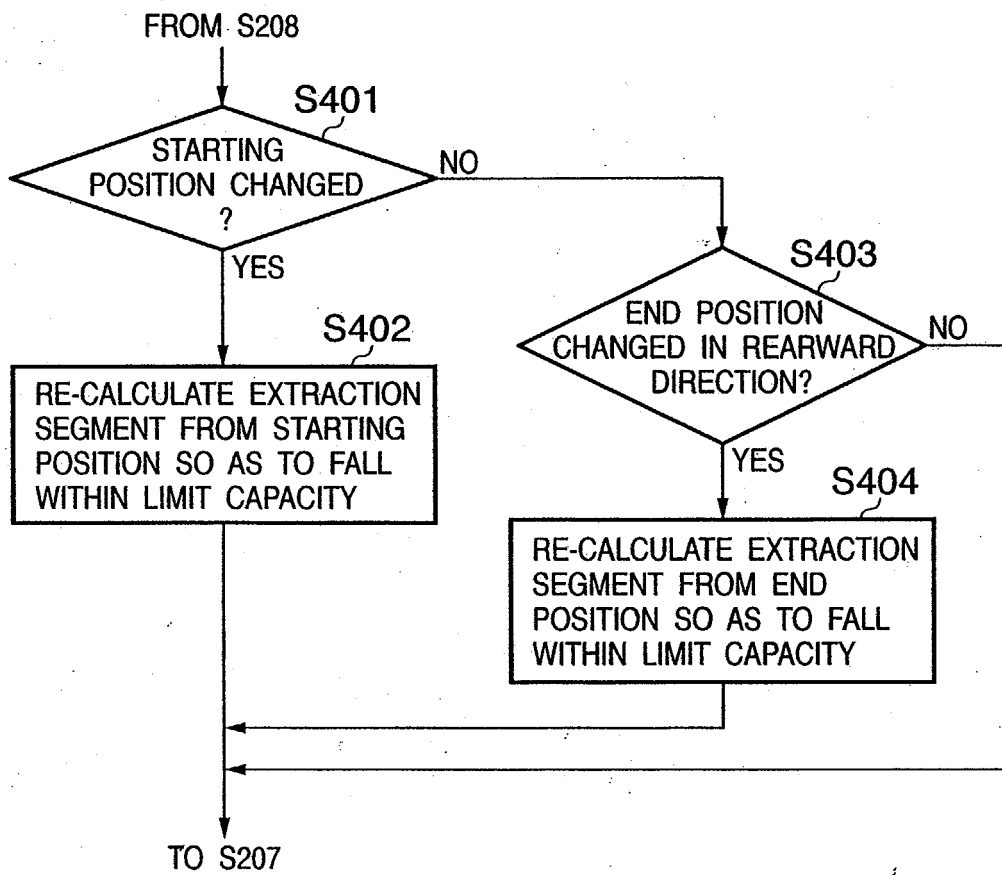 FROM S208
S401
STARTING
POSITION CHANGED
?
NO
YES
S403
END POSITION
CHANGED IN REARWARD
DIRECTION?
NO
YES
S402
RE-CALCULATE EXTRACTION
SEGMENT FROM STARTING
POSITION SO AS TO FALL
WITHIN LIMIT CAPACITY
S404
RE-CALCULATE EXTRACTION
SEGMENT FROM END
POSITION SO AS TO FALL
WITHIN LIMIT CAPACITY
TO S207